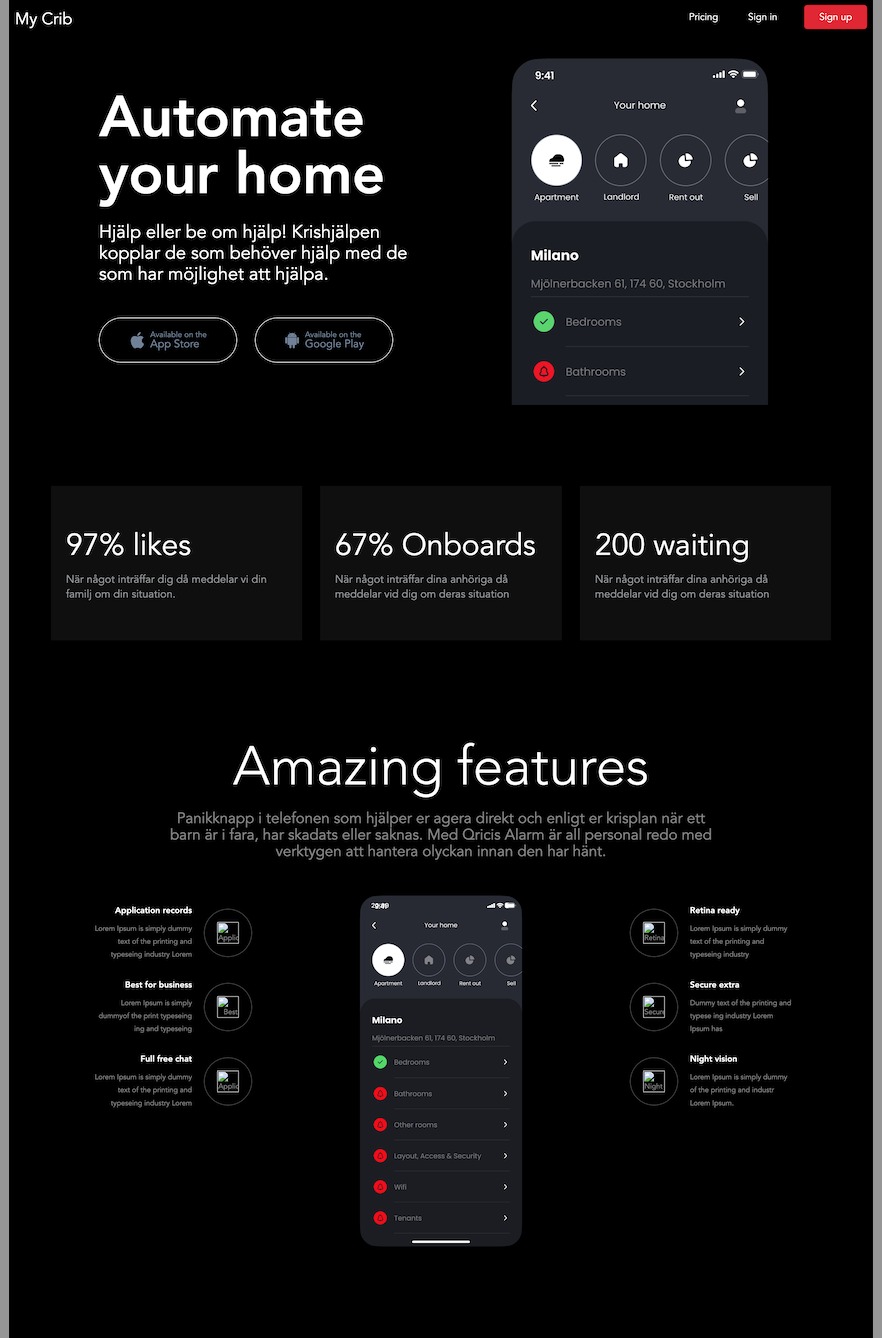 My Crib
Pricing
Sign in
Sign up
Automate
your home
Hjälp eller be om hjälp! Krishjälpen
kopplar de som behöver hjälp med de
som har möjlighet att hjälpa.
Available on the
App Store
Available on the
Google Play
9:41
Your home
Apartment
Landlord
Rent out
Sell
Milano
Mjölnerbacken 61, 174 60, Stockholm
Bedrooms
Bathrooms
97% likes
När något inträffar dig då meddelar vi din
familj om din situation.
67% Onboards
När något inträffar dina anhöriga då
meddelar vid dig om deras situation
200 waiting
När något inträffar dina anhöriga då
meddelar vid dig om deras situation
Amazing features
Panikknapp i telefonen som hjälper er agera direkt och enligt er krisplan när ett
barn är i fara, har skadats eller saknas. Med Qricis Alarm är all personal redo med
verktygen att hantera olyckan innan den har hänt.
Application records
Lorem Ipsum is simply dummy
text of the printing and
typeseing industry Lorem
Applic
Best for business
Lorem Ipsum is simply
dummyof the print typeseing
ing and typeseing
Best
Full free chat
Lorem Ipsum is simply dummy
text of the printing and
typeseing industry Lorem
Applic
Your home
Apartment
Landlord
Rent out
Sell
Milano
Mjölnerbacken 61, 174 60, Stockholm
Bedrooms
Bathrooms
Other rooms
Layout, Access & Security
Wifi
Tenants
Retina
Retina ready
Lorem Ipsum is simply dummy
text of the printing and
typeseing industry
Secure
Secure extra
Dummy text of the printing and
typese ing industry Lorem
Ipsum has
Night
Night vision
Lorem Ipsum is simply dummy
of the printing and industr
Lorem Ipsum.